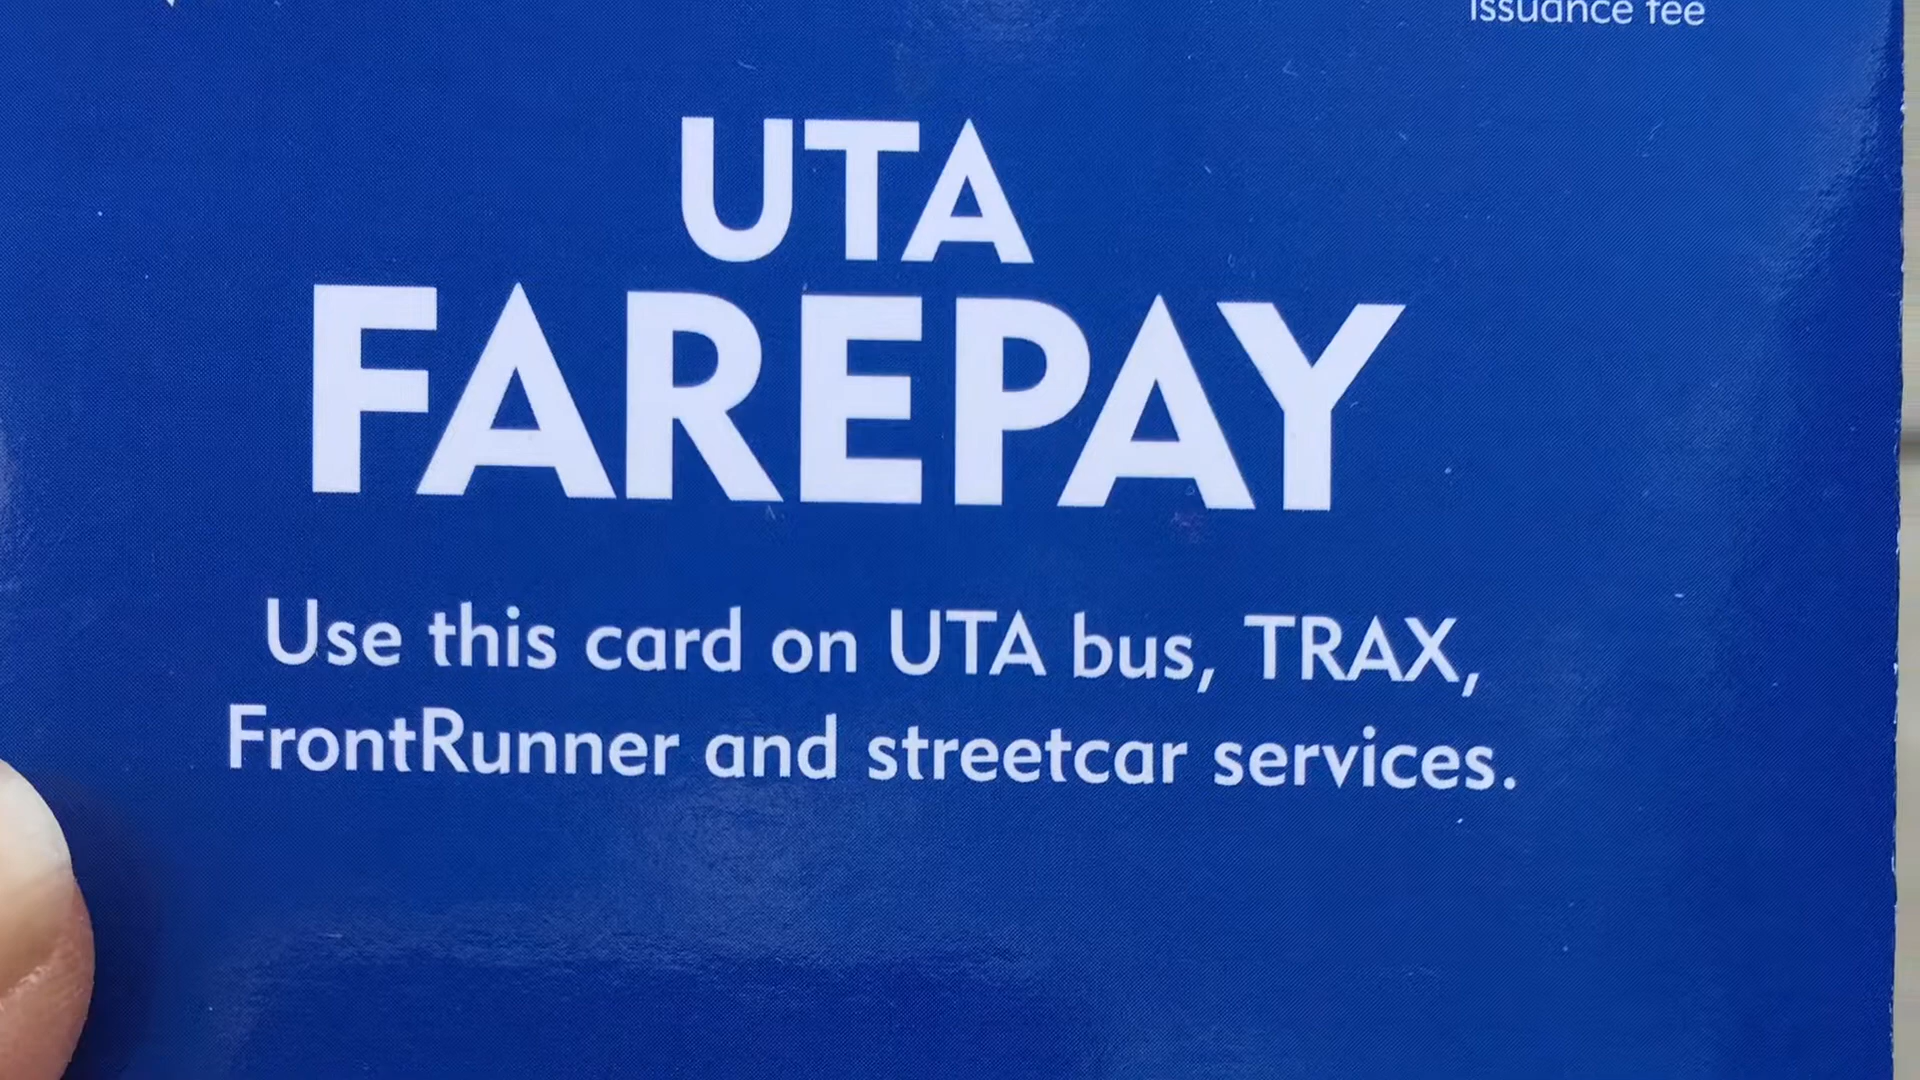 issuance fee
UTA
FAREPAY
Use this card on UTA bus, TRAX,
FrontRunner and streetcar services.